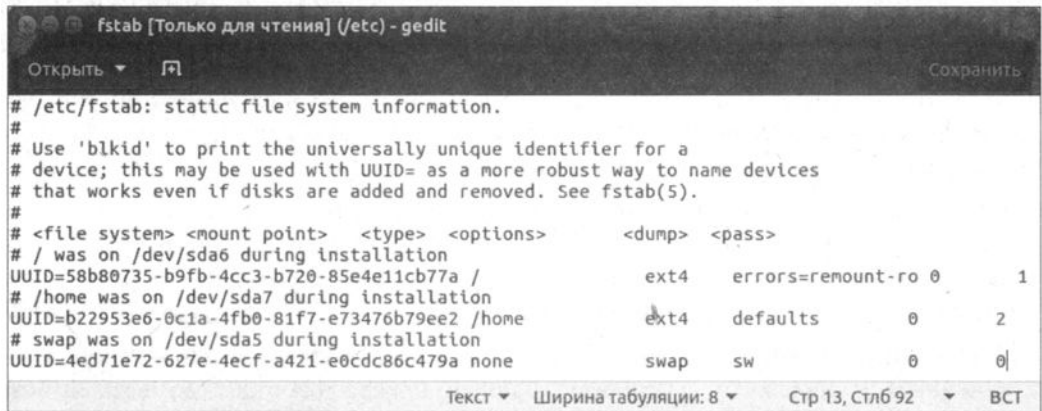 fstab [Только для чтения] (/etc) - gedit
Открыть
Сохранить
# /etc/fstab: static file system information.
#
# Use 'blkid' to print the universally unique identifier for a
# device; this may be used with UUID= as a more robust way to name devices
# that works even if disks are added and removed. See fstab(5).
#
# <file system> <mount point> <type> <options> <dump> <pass>
# / was on /dev/sda6 during installation
UUID=58b80735-b9fb-4cc3-b720-85e4e11cb77a / ext4 errors=remount-ro 0 1
# /home was on /dev/sda7 during installation
UUID=b22953e6-0c1a-4fb0-81f7-e73476b79ee2 /home ext4 defaults 0 2
# swap was on /dev/sda5 during installation
UUID=4ed71e72-627e-4ecf-a421-e0cdc86c479a none swap sw 0 0
Текст Ширина табуляции: 8 Стр 13, Стлб 92 ВСТ